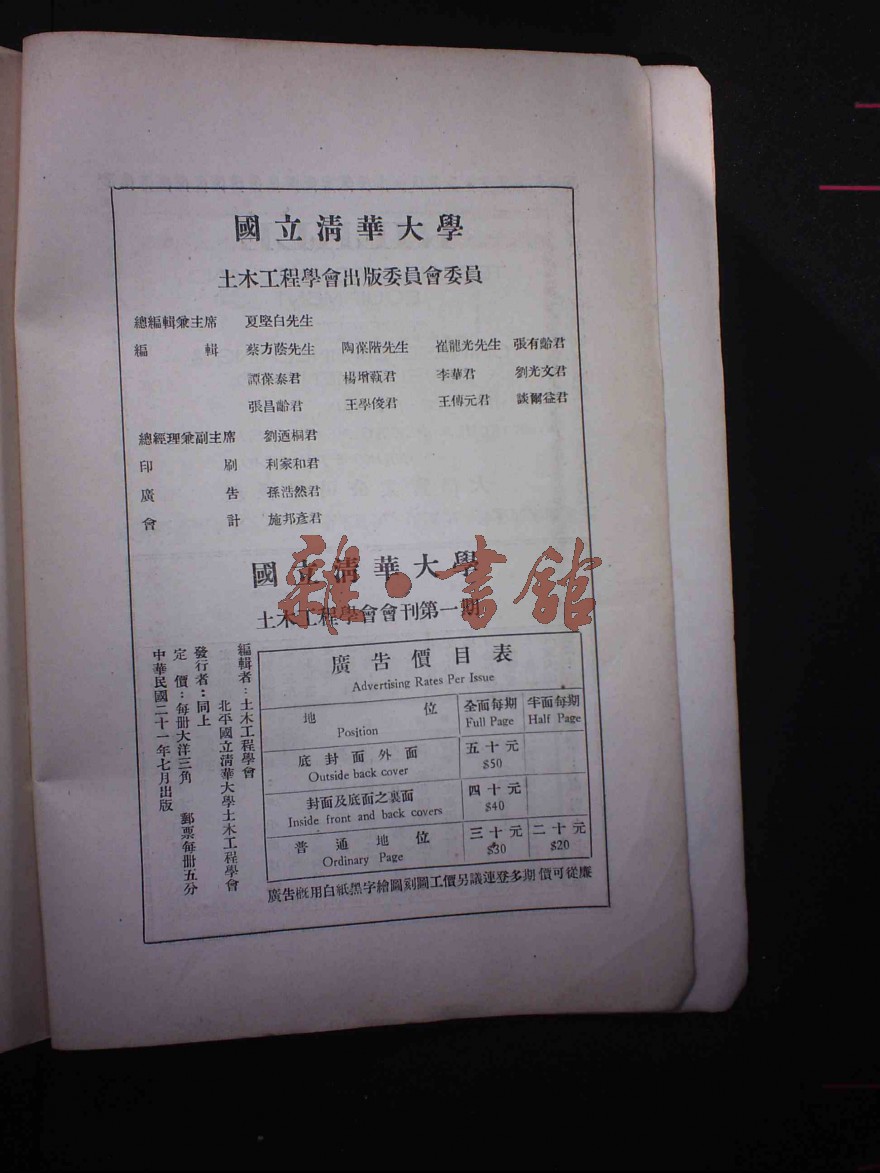 國立清華大學
土木工程學會出版委員會委員
總編輯兼主席 夏堅白先生
編輯 蔡方蔭先生 陶葆階先生 崔龍光先生 張有齡君
譚葆泰君 楊增藝君 李華君 劉光文君
張昌齡君 王學俊君 王傳元君 談爾益君
總經理兼副主席 劉迺桐君
印刷 利家和君
廣告 孫浩然君
會計 施邦彥君
國立清華大學
土木工程學會會刊第一期
雜·書館
編輯者：土木工程學會
北平國立清華大學土木工程學會
發行者：同上
定價：每冊大洋三角 郵票每冊五分
中華民國二十一年七月出版
廣告價目表
Advertising Rates Per Issue
地位 全面每期 半面每期
Position Full Page Half Page
底封面外面 五十元
Outside back cover $50
封面及底面之裏面 四十元
Inside front and back covers $40
普通地位 三十元 二十元
Ordinary Page $30 $20
廣告概用白紙黑字繪圖刻圖工價另議連登多期價可從廉